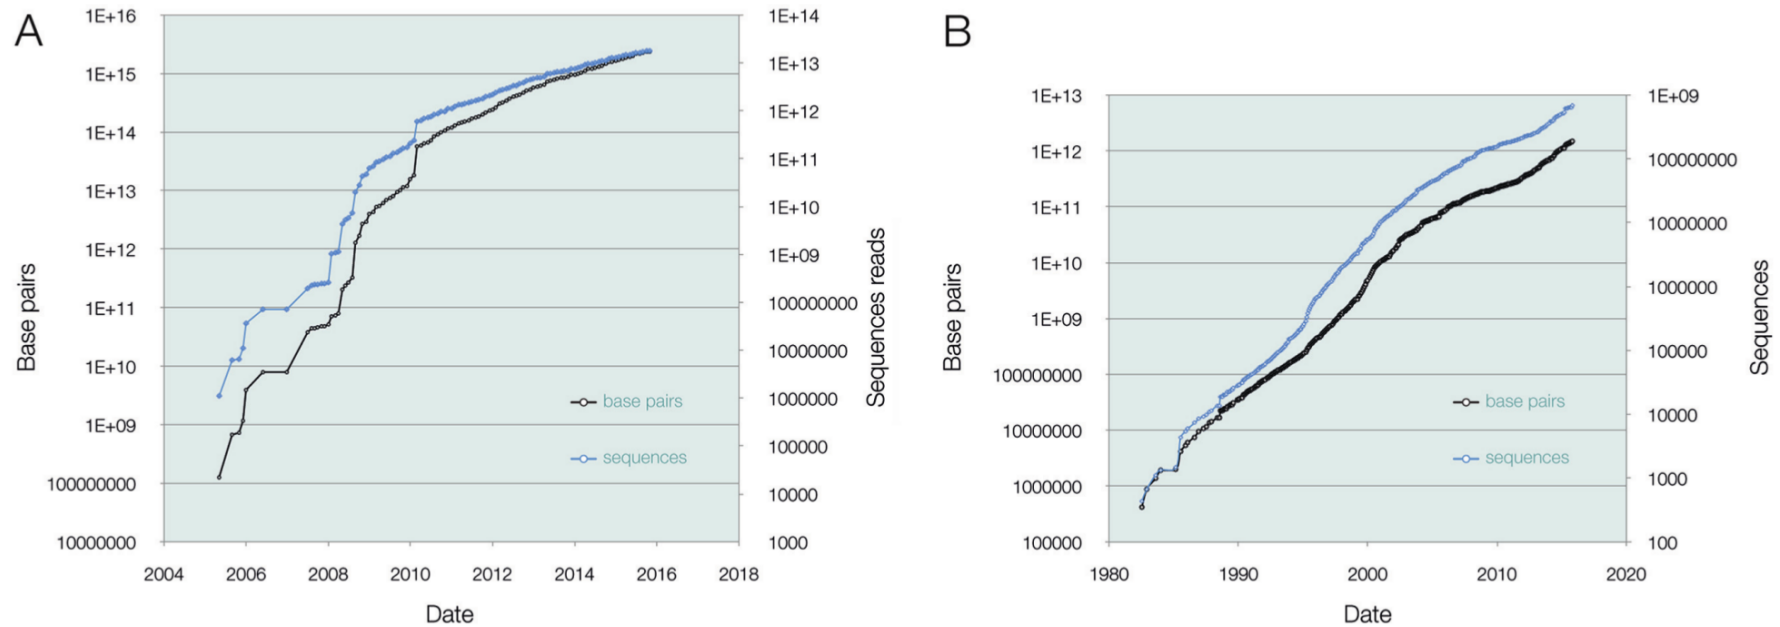 A
1E+16
1E+15
1E+14
1E+13
1E+12
1E+11
1E+10
1E+09
100000000
10000000
Base pairs
1E+14
1E+13
1E+12
1E+11
1E+10
1E+09
100000000
10000000
1000000
100000
10000
1000
Sequences reads
base pairs
sequences
2004 2006 2008 2010 2012 2014 2016 2018
Date
B
1E+13
1E+12
1E+11
1E+10
1E+09
100000000
10000000
1000000
100000
Base pairs
1E+09
100000000
10000000
1000000
100000
10000
1000
100
Sequences
base pairs
sequences
1980 1990 2000 2010 2020
Date